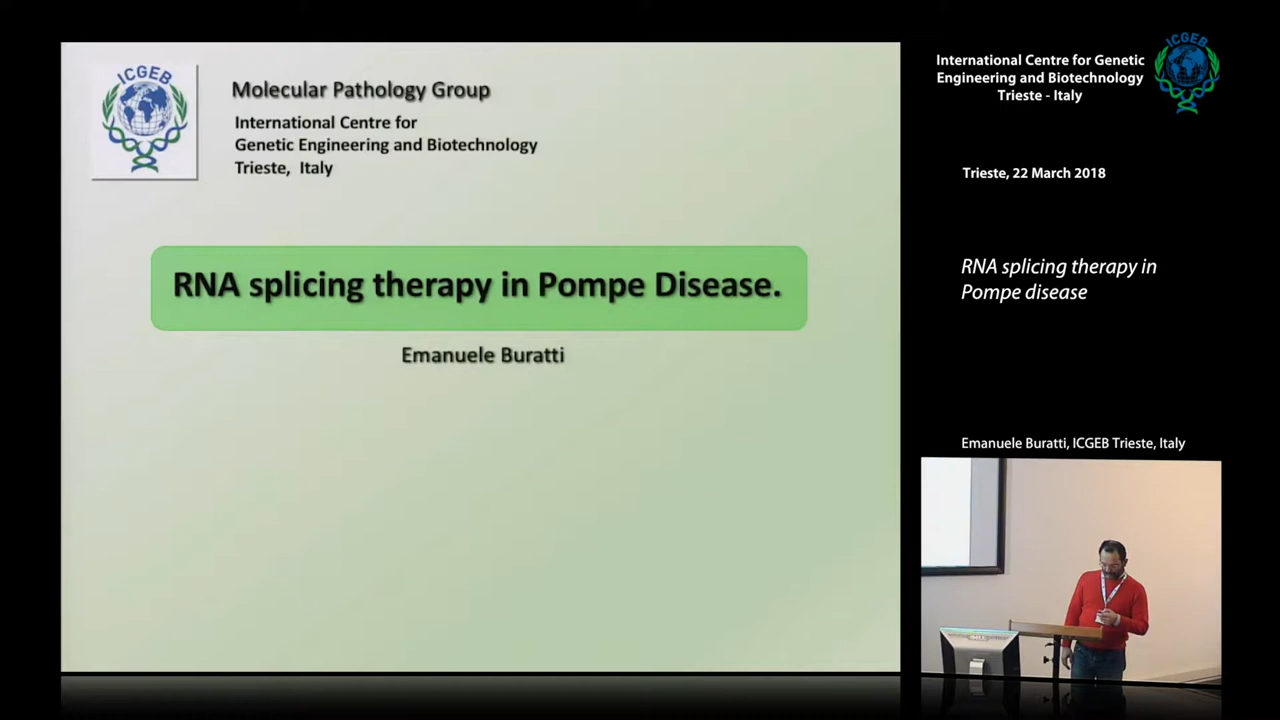 ICGEB
Molecular Pathology Group
International Centre for
Genetic Engineering and Biotechnology
Trieste, Italy
RNA splicing therapy in Pompe Disease.
Emanuele Buratti
International Centre for Genetic
Engineering and Biotechnology
Trieste - Italy
ICGEB
Trieste, 22 March 2018
RNA splicing therapy in
Pompe disease
Emanuele Buratti, ICGEB Trieste, Italy